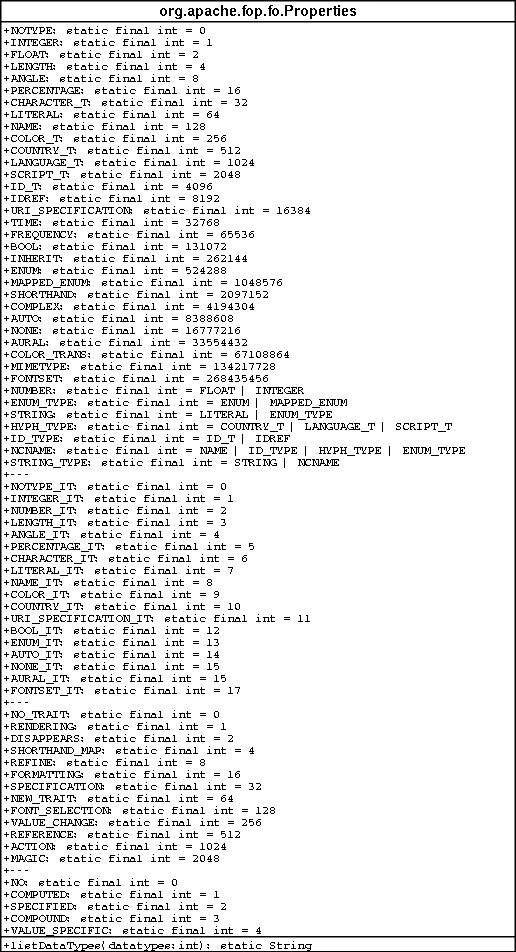 org.apache.fop.fo.Properties
+NOTYPE: static final int = 0
+INTEGER: static final int = 1
+FLOAT: static final int = 2
+LENGTH: static final int = 4
+ANGLE: static final int = 8
+PERCENTAGE: static final int = 16
+CHARACTER_T: static final int = 32
+LITERAL: static final int = 64
+NAME: static final int = 128
+COLOR_T: static final int = 256
+COUNTRY_T: static final int = 512
+LANGUAGE_T: static final int = 1024
+SCRIPT_T: static final int = 2048
+ID_T: static final int = 4096
+IDREF: static final int = 8192
+URI_SPECIFICATION: static final int = 16384
+TIME: static final int = 32768
+FREQUENCY: static final int = 65536
+BOOL: static final int = 131072
+INHERIT: static final int = 262144
+ENUM: static final int = 524288
+MAPPED_ENUM: static final int = 1048576
+SHORTHAND: static final int = 2097152
+COMPLEX: static final int = 4194304
+AUTO: static final int = 8388608
+NONE: static final int = 16777216
+AURAL: static final int = 33554432
+COLOR_TRANS: static final int = 67108864
+MIMETYPE: static final int = 134217728
+FONTSET: static final int = 268435456
+NUMBER: static final int = FLOAT | INTEGER
+ENUM_TYPE: static final int = ENUM | MAPPED_ENUM
+STRING: static final int = LITERAL | ENUM_TYPE
+HYPH_TYPE: static final int = COUNTRY_T | LANGUAGE_T | SCRIPT_T
+ID_TYPE: static final int = ID_T | IDREF
+NCNAME: static final int = NAME | ID_TYPE | HYPH_TYPE | ENUM_TYPE
+STRING_TYPE: static final int = STRING | NCNAME
+---
+NOTYPE_IT: static final int = 0
+INTEGER_IT: static final int = 1
+NUMBER_IT: static final int = 2
+LENGTH_IT: static final int = 3
+ANGLE_IT: static final int = 4
+PERCENTAGE_IT: static final int = 5
+CHARACTER_IT: static final int = 6
+LITERAL_IT: static final int = 7
+NAME_IT: static final int = 8
+COLOR_IT: static final int = 9
+COUNTRY_IT: static final int = 10
+URI_SPECIFICATION_IT: static final int = 11
+BOOL_IT: static final int = 12
+ENUM_IT: static final int = 13
+AUTO_IT: static final int = 14
+NONE_IT: static final int = 15
+AURAL_IT: static final int = 15
+FONTSET_IT: static final int = 17
+---
+NO_TRAIT: static final int = 0
+RENDERING: static final int = 1
+DISAPPEARS: static final int = 2
+SHORTHAND_MAP: static final int = 4
+REFINE: static final int = 8
+FORMATTING: static final int = 16
+SPECIFICATION: static final int = 32
+NEW_TRAIT: static final int = 64
+FONT_SELECTION: static final int = 128
+VALUE_CHANGE: static final int = 256
+REFERENCE: static final int = 512
+ACTION: static final int = 1024
+MAGIC: static final int = 2048
+---
+NO: static final int = 0
+COMPUTED: static final int = 1
+SPECIFIED: static final int = 2
+COMPOUND: static final int = 3
+VALUE_SPECIFIC: static final int = 4
+listDataTypes(datatypes:int): static String